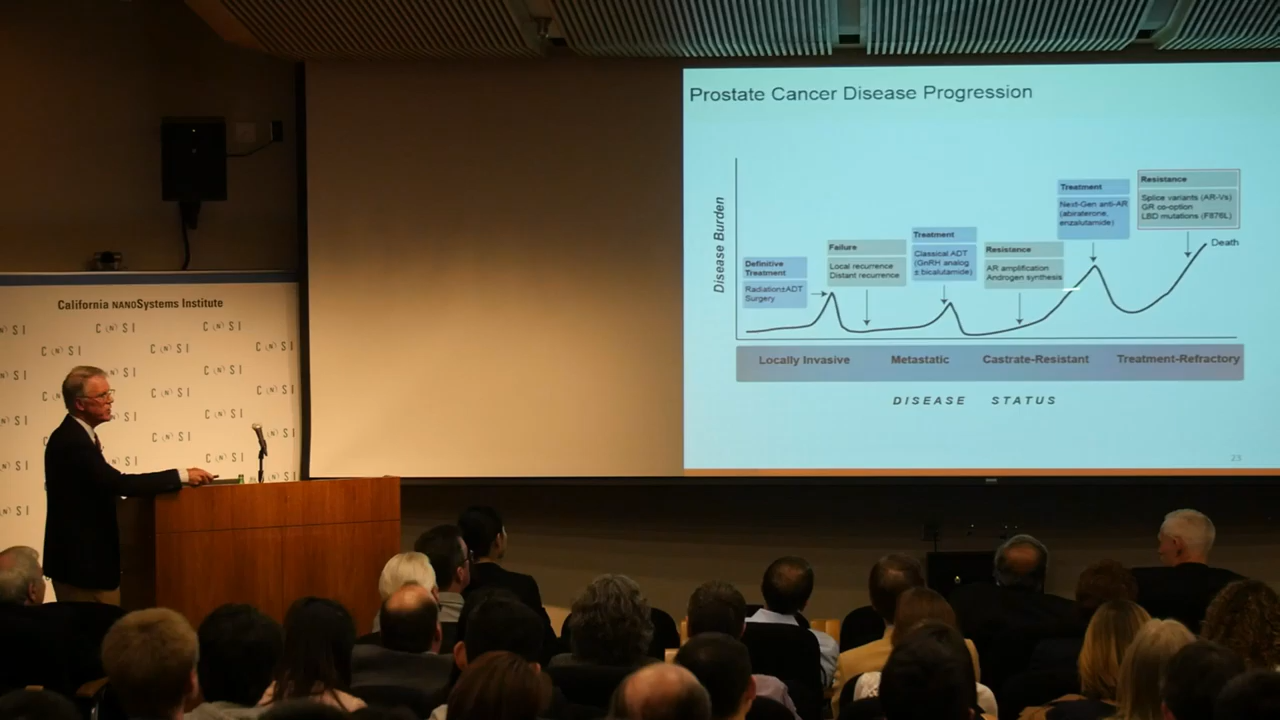 Prostate Cancer Disease Progression
Disease Burden
Definitive
Treatment
Radiation±ADT
Surgery
Failure
Local recurrence
Distant recurrence
Treatment
Classical ADT
(GnRH analog
± bicalutamide)
Resistance
AR amplification
Androgen synthesis
Treatment
Next-Gen anti-AR
(abiraterone,
enzalutamide)
Resistance
Splice variants (AR-Vs)
GR co-option
LBD mutations (F876L)
Death
Locally Invasive Metastatic Castrate-Resistant Treatment-Refractory
DISEASE STATUS
23
California NANOSystems Institute
C (N) S I C (N) S I
C (N) S I C (N) S I C (N) S I
C (N) S I C (N) S I
C (N) S I C (N) S I
C (N) S I
C (N) S I C (N) S I